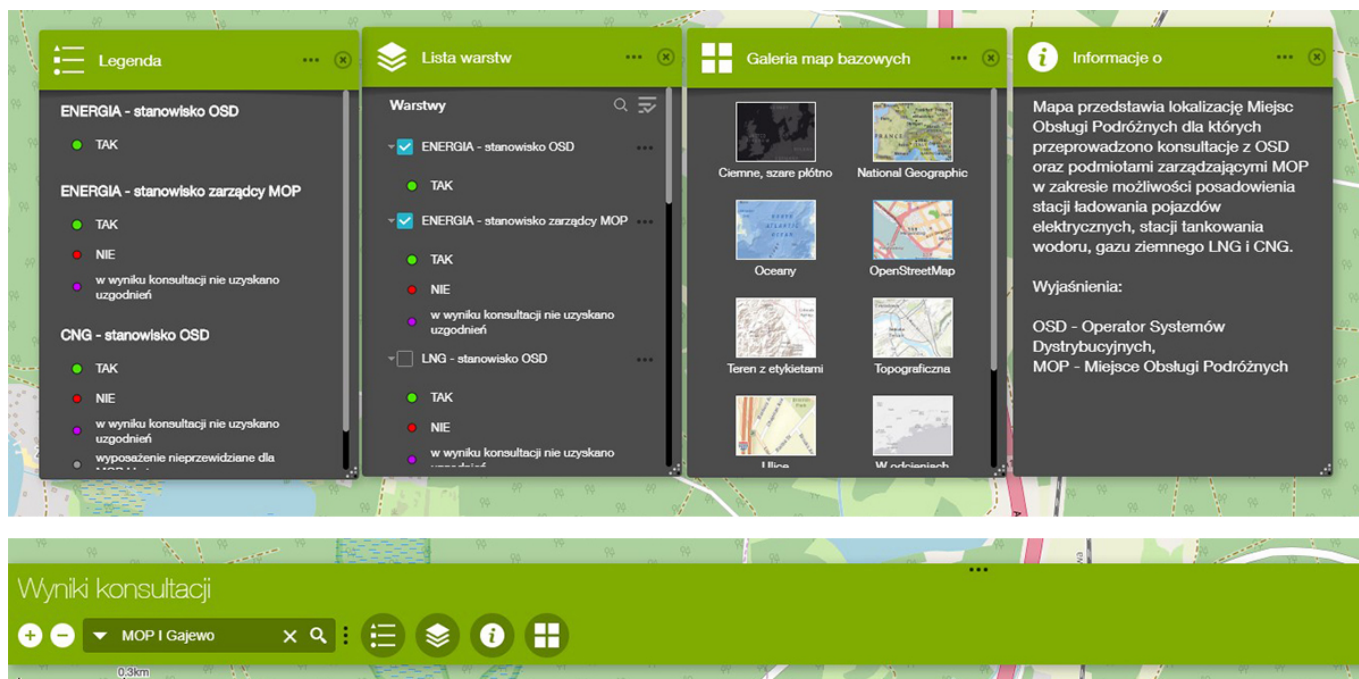 Legenda
ENERGIA - stanowisko OSD
TAK
ENERGIA - stanowisko zarządcy MOP
TAK
NIE
w wyniku konsultacji nie uzyskano
uzgodnień
CNG - stanowisko OSD
TAK
NIE
w wyniku konsultacji nie uzyskano
uzgodnień
wyposażenie nieprzewidziane dla
Lista warstw
Warstwy
ENERGIA - stanowisko OSD
TAK
ENERGIA - stanowisko zarządcy MOP
TAK
NIE
w wyniku konsultacji nie uzyskano
uzgodnień
LNG - stanowisko OSD
TAK
NIE
w wyniku konsultacji nie uzyskano
Galeria map bazowych
Ciemne, szare płótno
National Geographic
Oceany
OpenStreetMap
Teren z etykietami
Topograficzna
Ulice
W odcieniach
Informacje o
Mapa przedstawia lokalizację Miejsc
Obsługi Podróżnych dla których
przeprowadzono konsultacje z OSD
oraz podmiotami zarządzającymi MOP
w zakresie możliwości posadowienia
stacji ładowania pojazdów
elektrycznych, stacji tankowania
wodoru, gazu ziemnego LNG i CNG.
Wyjaśnienia:
OSD - Operator Systemów
Dystrybucyjnych,
MOP - Miejsce Obsługi Podróżnych
Wyniki konsultacji
MOP I Gajewo
0.3km